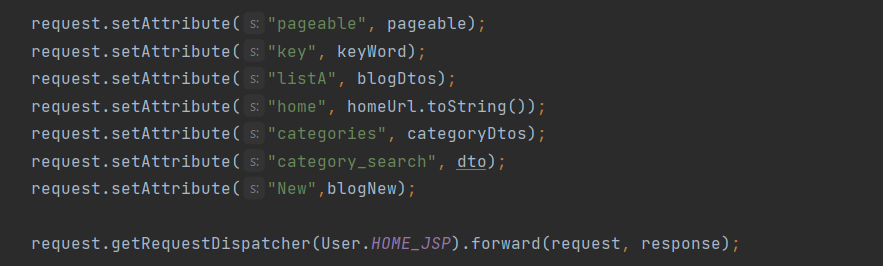 request.setAttribute( s: "pageable", pageable);
request.setAttribute( s: "key", keyWord);
request.setAttribute( s: "listA", blogDtos);
request.setAttribute( s: "home", homeUrl.toString());
request.setAttribute( s: "categories", categoryDtos);
request.setAttribute( s: "category_search", dto);
request.setAttribute( s: "New",blogNew);
request.getRequestDispatcher(User.HOME_JSP).forward(request, response);